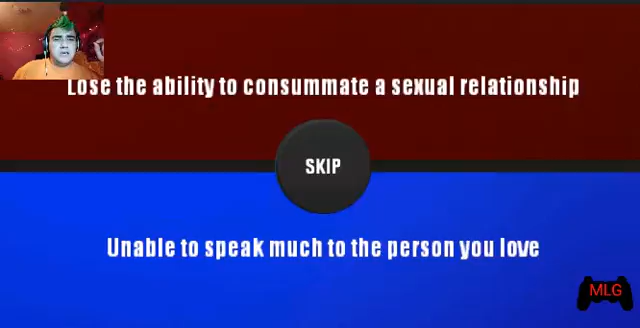 Lose the ability to consummate a sexual relationship
SKIP
Unable to speak much to the person you love
MLG